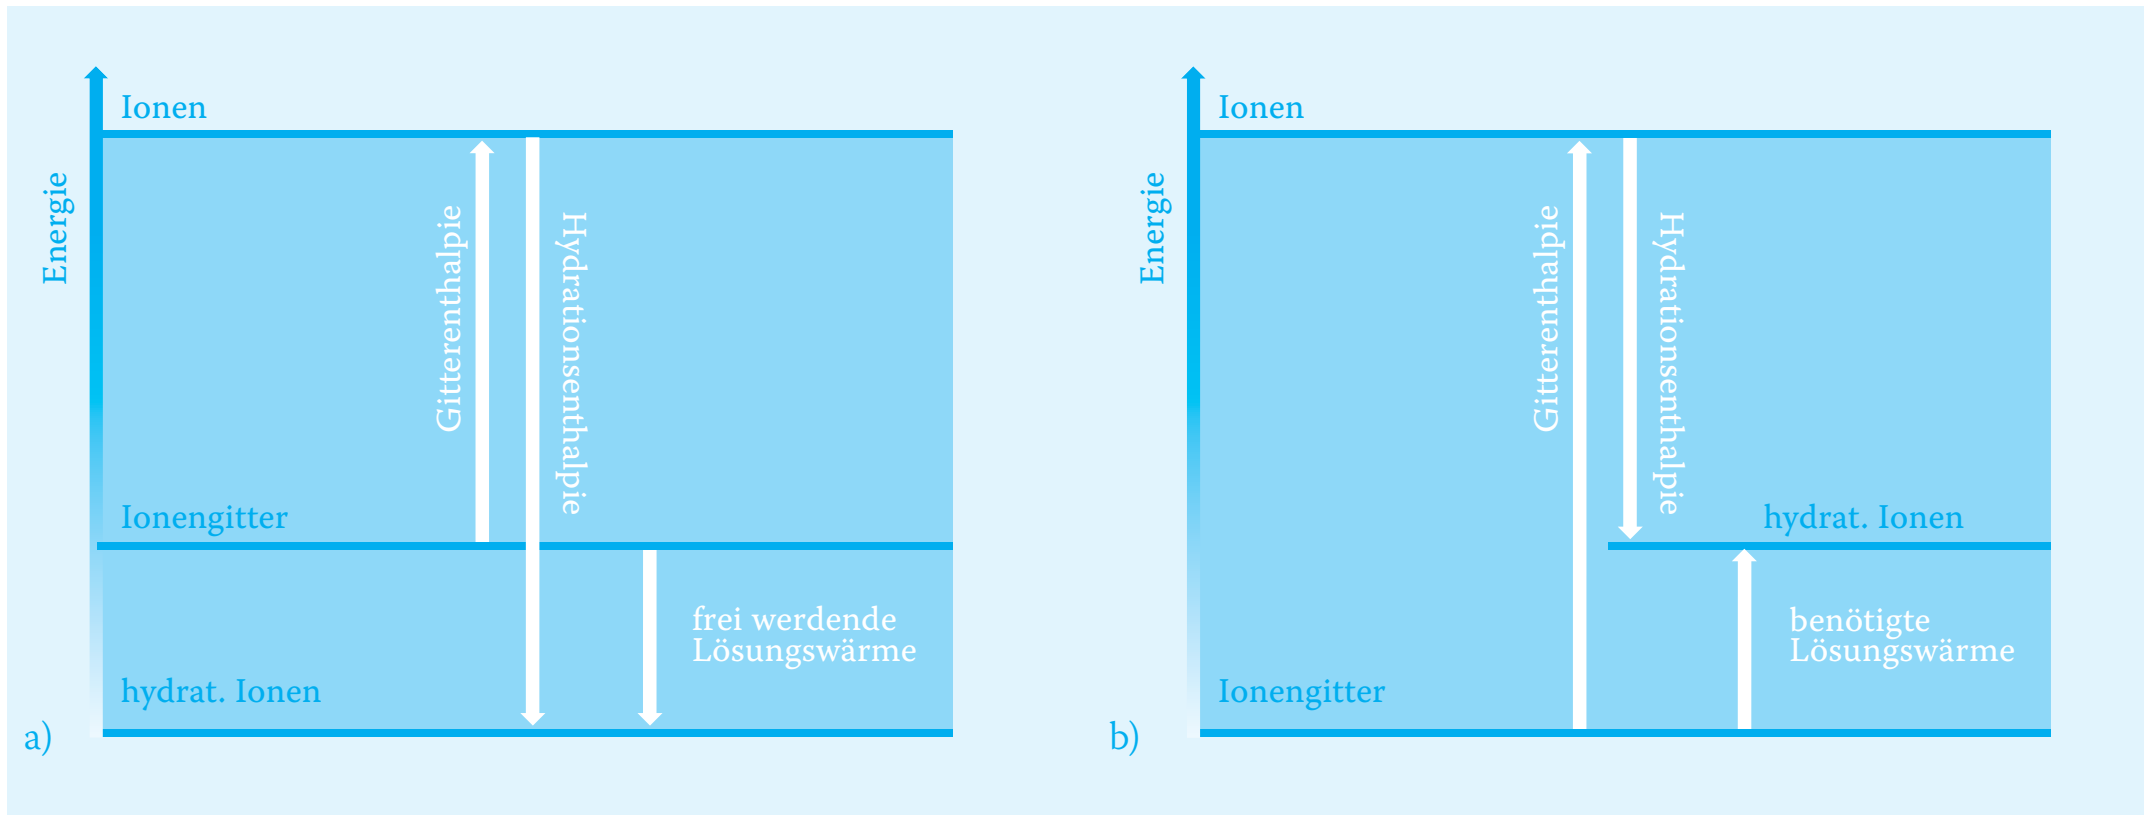 Ionen
Energie
Gitterenthalpie
Hydrationsenthalpie
Ionengitter
frei werdende
Lösungswärme
hydrat. Ionen
a)
Ionen
Energie
Gitterenthalpie
Hydrationsenthalpie
hydrat. Ionen
benötigte
Lösungswärme
Ionengitter
b)